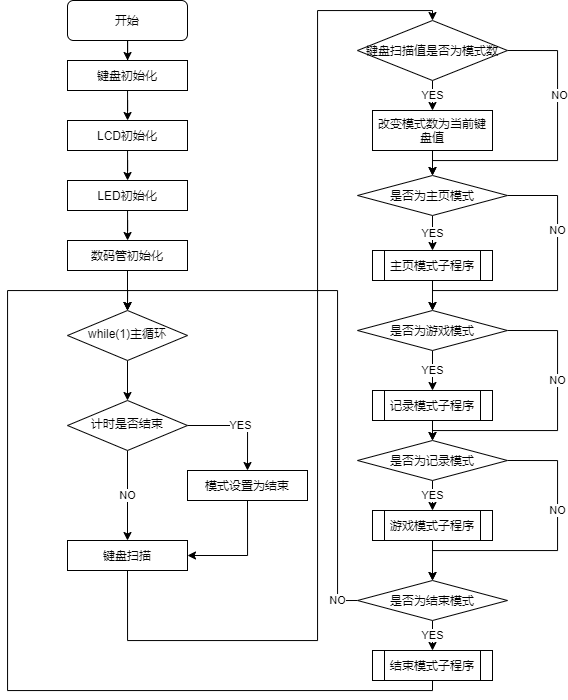 开始
键盘初始化
LCD初始化
LED初始化
数码管初始化
while(1)主循环
计时是否结束
YES
模式设置为结束
NO
键盘扫描
键盘扫描值是否为模式数
YES
NO
改变模式数为当前键
盘值
是否为主页模式
YES
NO
主页模式子程序
是否为游戏模式
YES
NO
记录模式子程序
是否为记录模式
YES
NO
游戏模式子程序
是否为结束模式
NO
YES
结束模式子程序